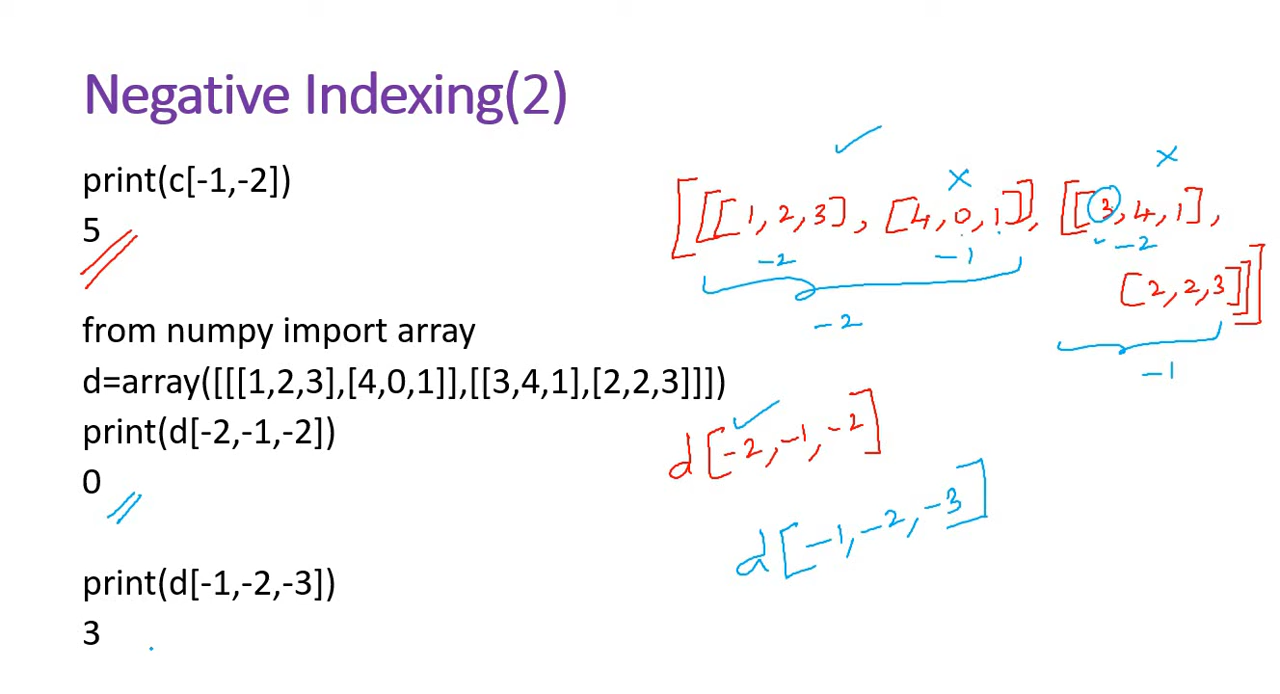 Negative Indexing(2)
print(c[-1,-2])
5
from numpy import array
d=array([[[1,2,3],[4,0,1]],[[3,4,1],[2,2,3]]])
print(d[-2,-1,-2])
0
print(d[-1,-2,-3])
3
[[[1,2,3],[4,0,1]],[[3,4,1],
-2 -1 -2
[2,2,3]]]
-2
-1
d[-2,-1,-2]
d[-1,-2,-3]